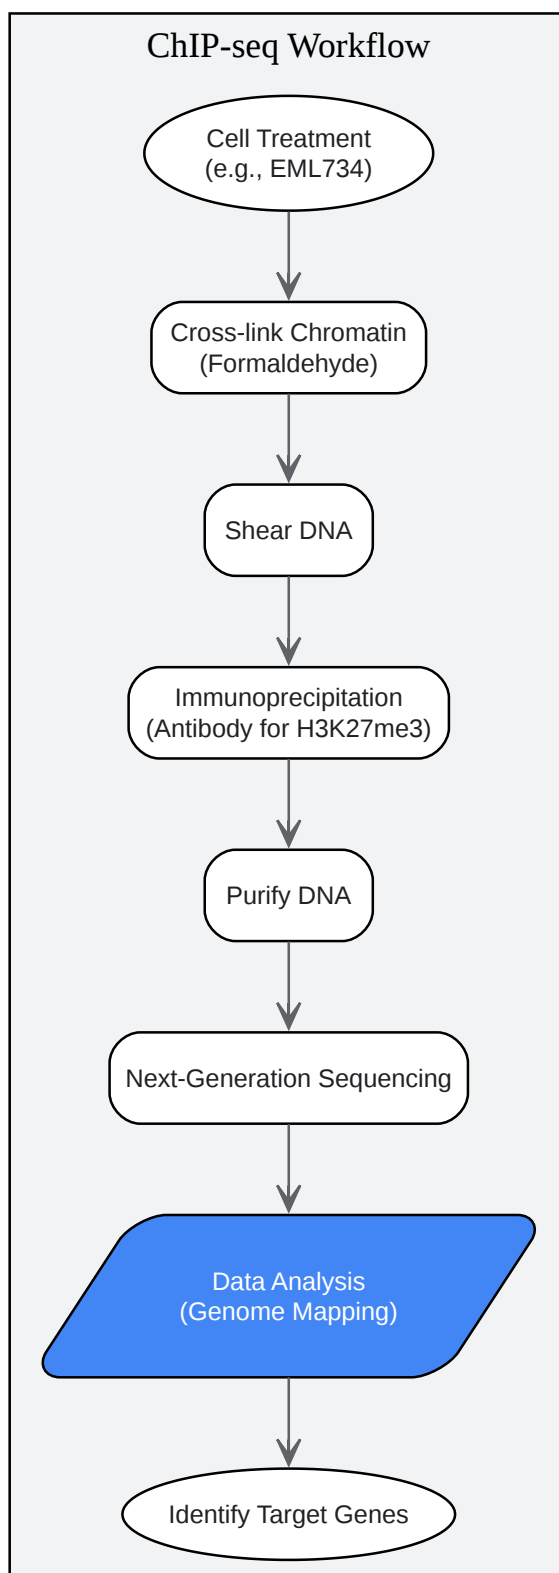 ChIP-seq Workflow
Cell Treatment
(e.g., EML734)
Cross-link Chromatin
(Formaldehyde)
Shear DNA
Immunoprecipitation
(Antibody for H3K27me3)
Purify DNA
Next-Generation Sequencing
Data Analysis
(Genome Mapping)
Identify Target Genes